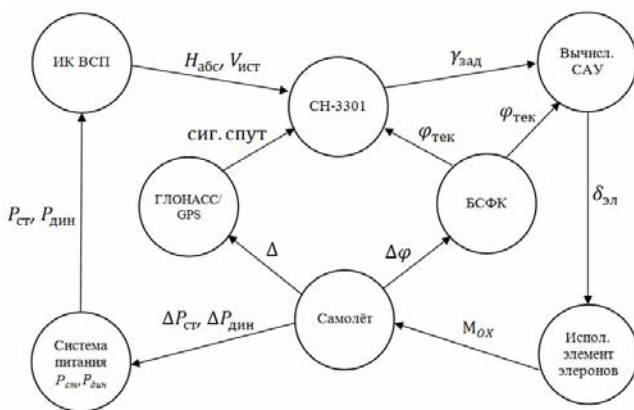 ИК ВСП
H_абс, V_ист
СН-3301
γ_зад
Вычисл.
САУ
сиг. спут
φ_тек
φ_тек
ГЛОНАСС/
GPS
БСФК
P_ст, P_дин
δ_эл
Δ
Δφ
Самолёт
ΔP_ст, ΔP_дин
M_OX
Система
питания
P_ст, P_дин
Испол.
элемент
элеронов